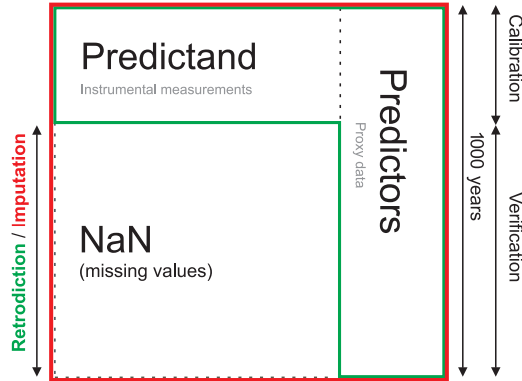 Predictand
Instrumental measurements
Predictors
Proxy data
NaN
(missing values)
Retrodiction / Imputation
1000 years
Calibration
Verification